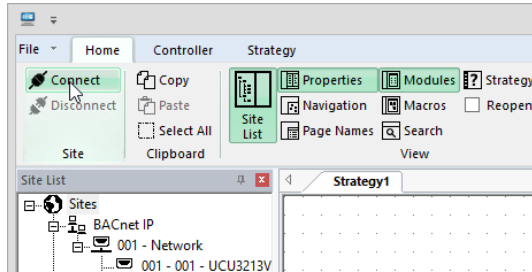 File Home Controller Strategy
Connect Copy Properties Modules Strategy
Disconnect Paste Navigation Macros Reopen
Select All Site List Page Names Search
Site Clipboard View
Site List Strategy1
Sites
BACnet IP
001 - Network
001 - 001 - UCU3213V